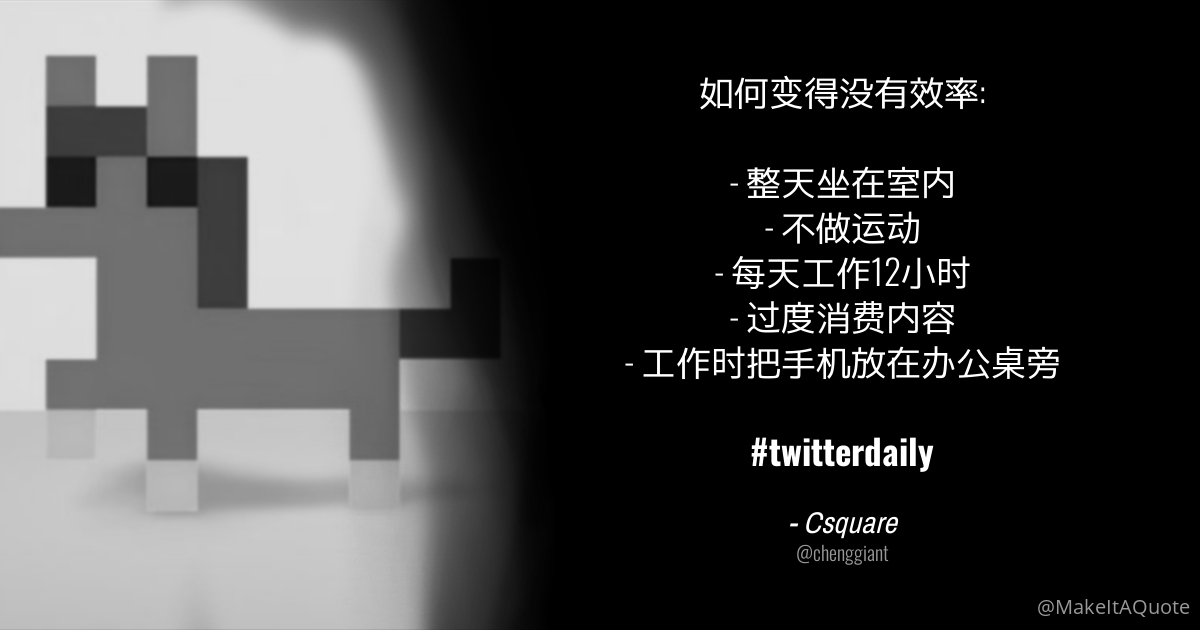 如何变得没有效率:
- 整天坐在室内
- 不做运动
- 每天工作12小时
- 过度消费内容
- 工作时把手机放在办公桌旁
#twitterdaily
- Csquare
@chenggiant
@MakeItAQuote